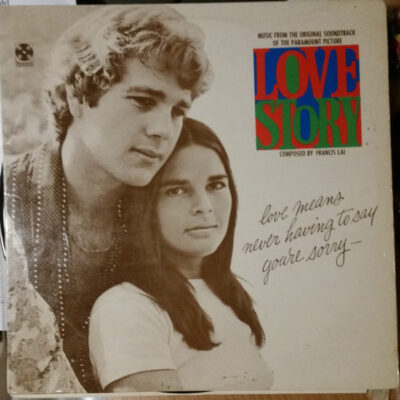 MUSIC FROM THE ORIGINAL SOUNDTRACK
OF THE PARAMOUNT PICTURE
LOVE
STORY
COMPOSED BY FRANCIS LAI
love means
never having to say
you're sorry—